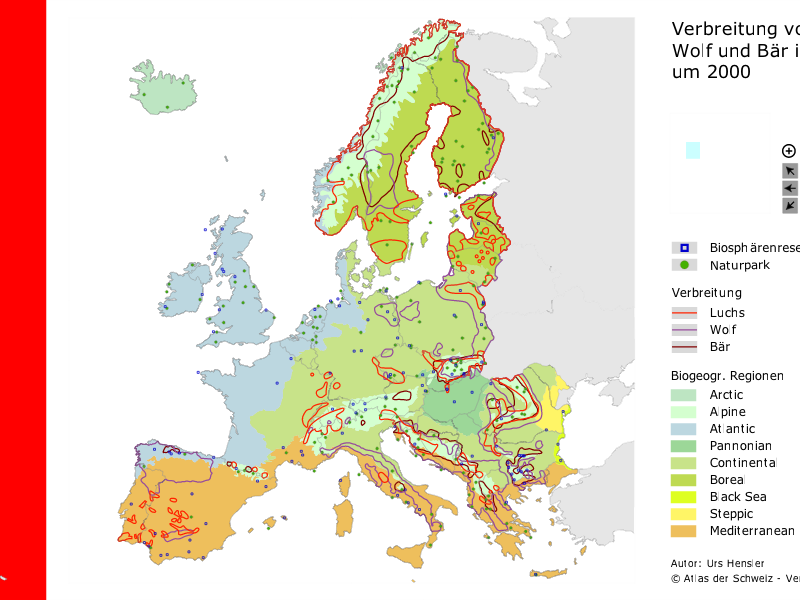 Verbreitung vo
Wolf und Bär i
um 2000
Biosphärenrese
Naturpark
Verbreitung
Luchs
Wolf
Bär
Biogeogr. Regionen
Arctic
Alpine
Atlantic
Pannonian
Continental
Boreal
Black Sea
Steppic
Mediterranean
Autor: Urs Hensler
© Atlas der Schweiz - Ver